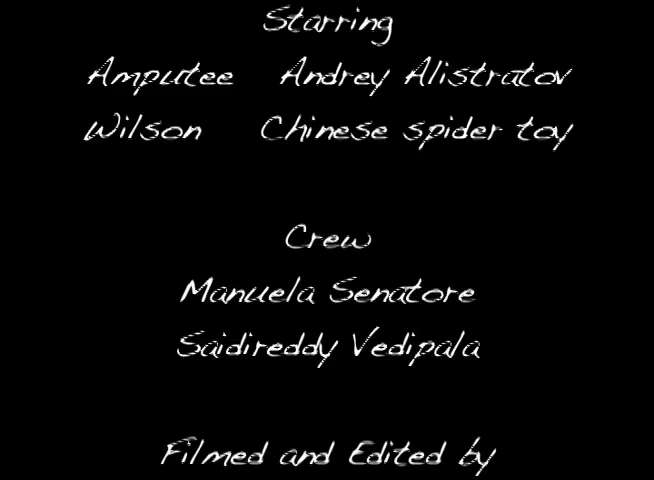 Starring
Amputee Andrey Alistratov
Wilson Chinese spider toy
Crew
Manuela Senatore
Saidireddy Vedipala
Filmed and Edited by